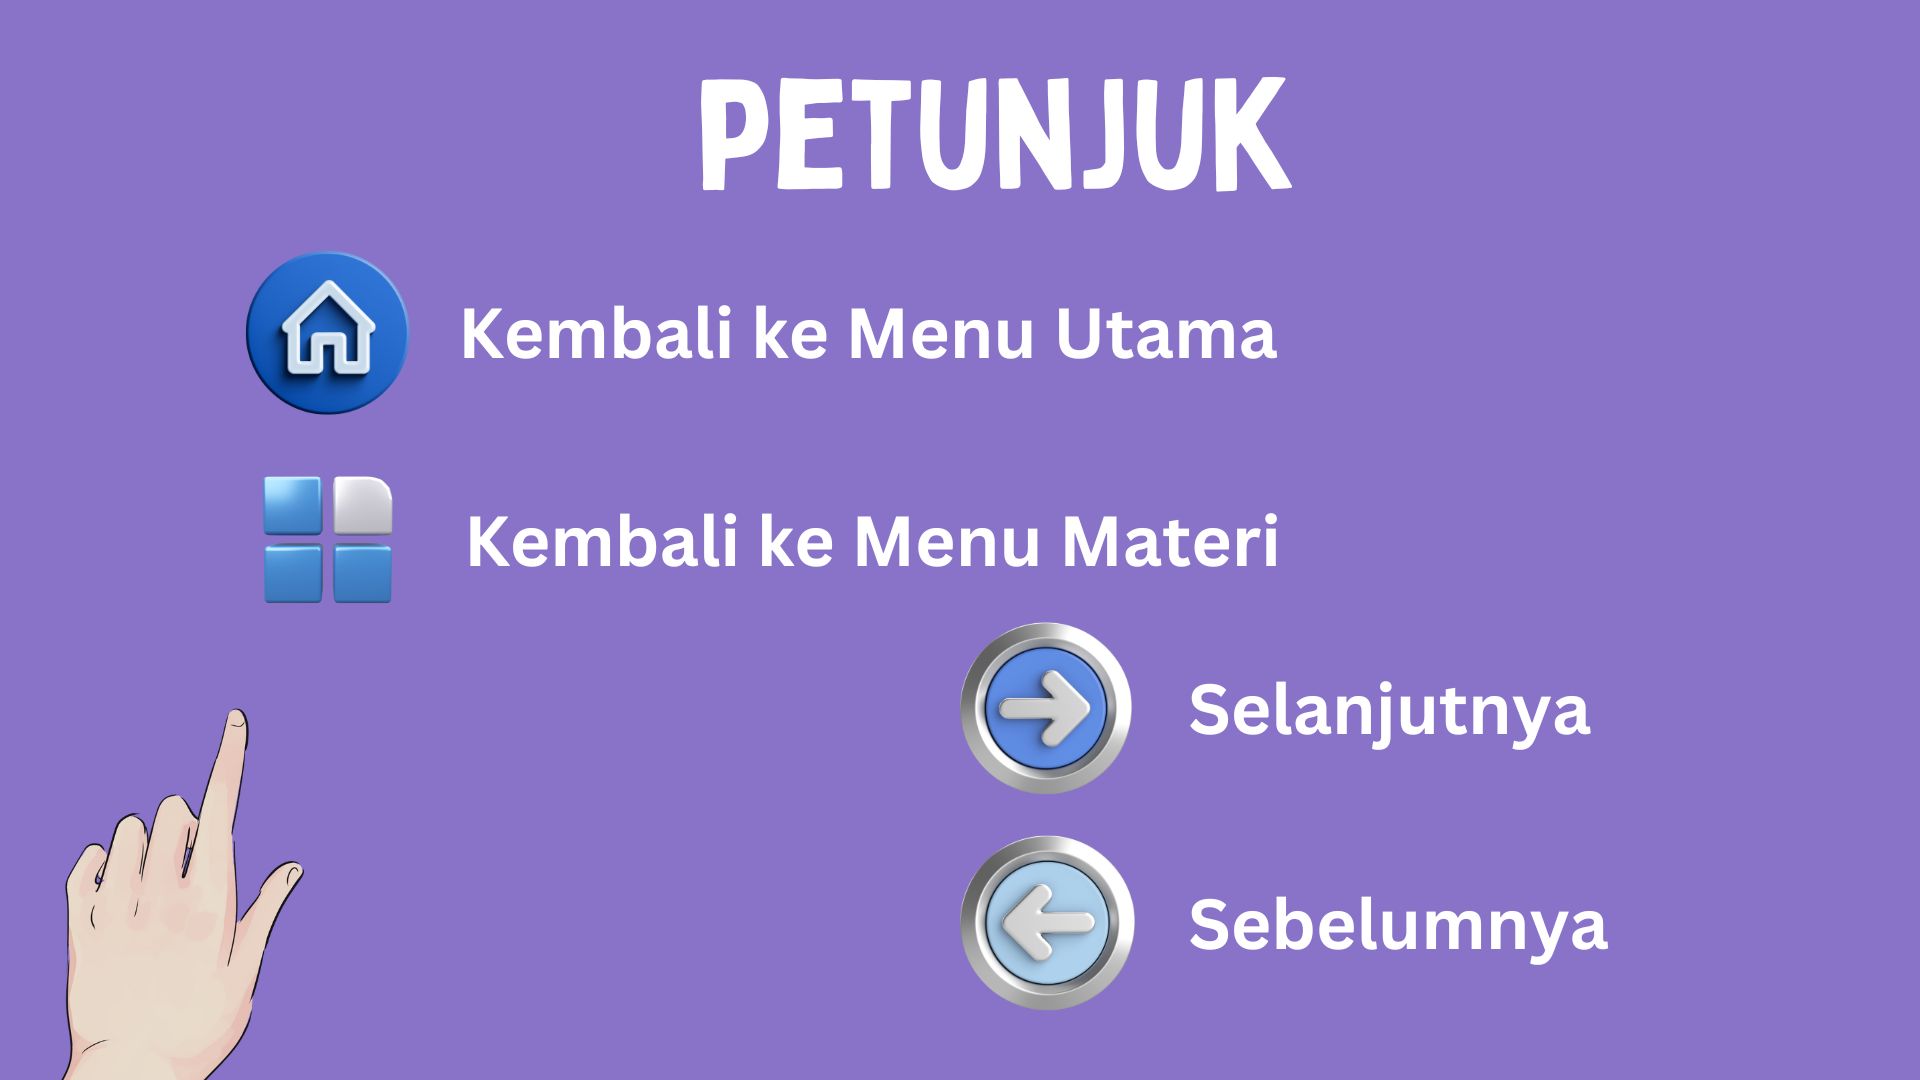 PETUNJUK
Kembali ke Menu Utama
Kembali ke Menu Materi
Selanjutnya
Sebelumnya